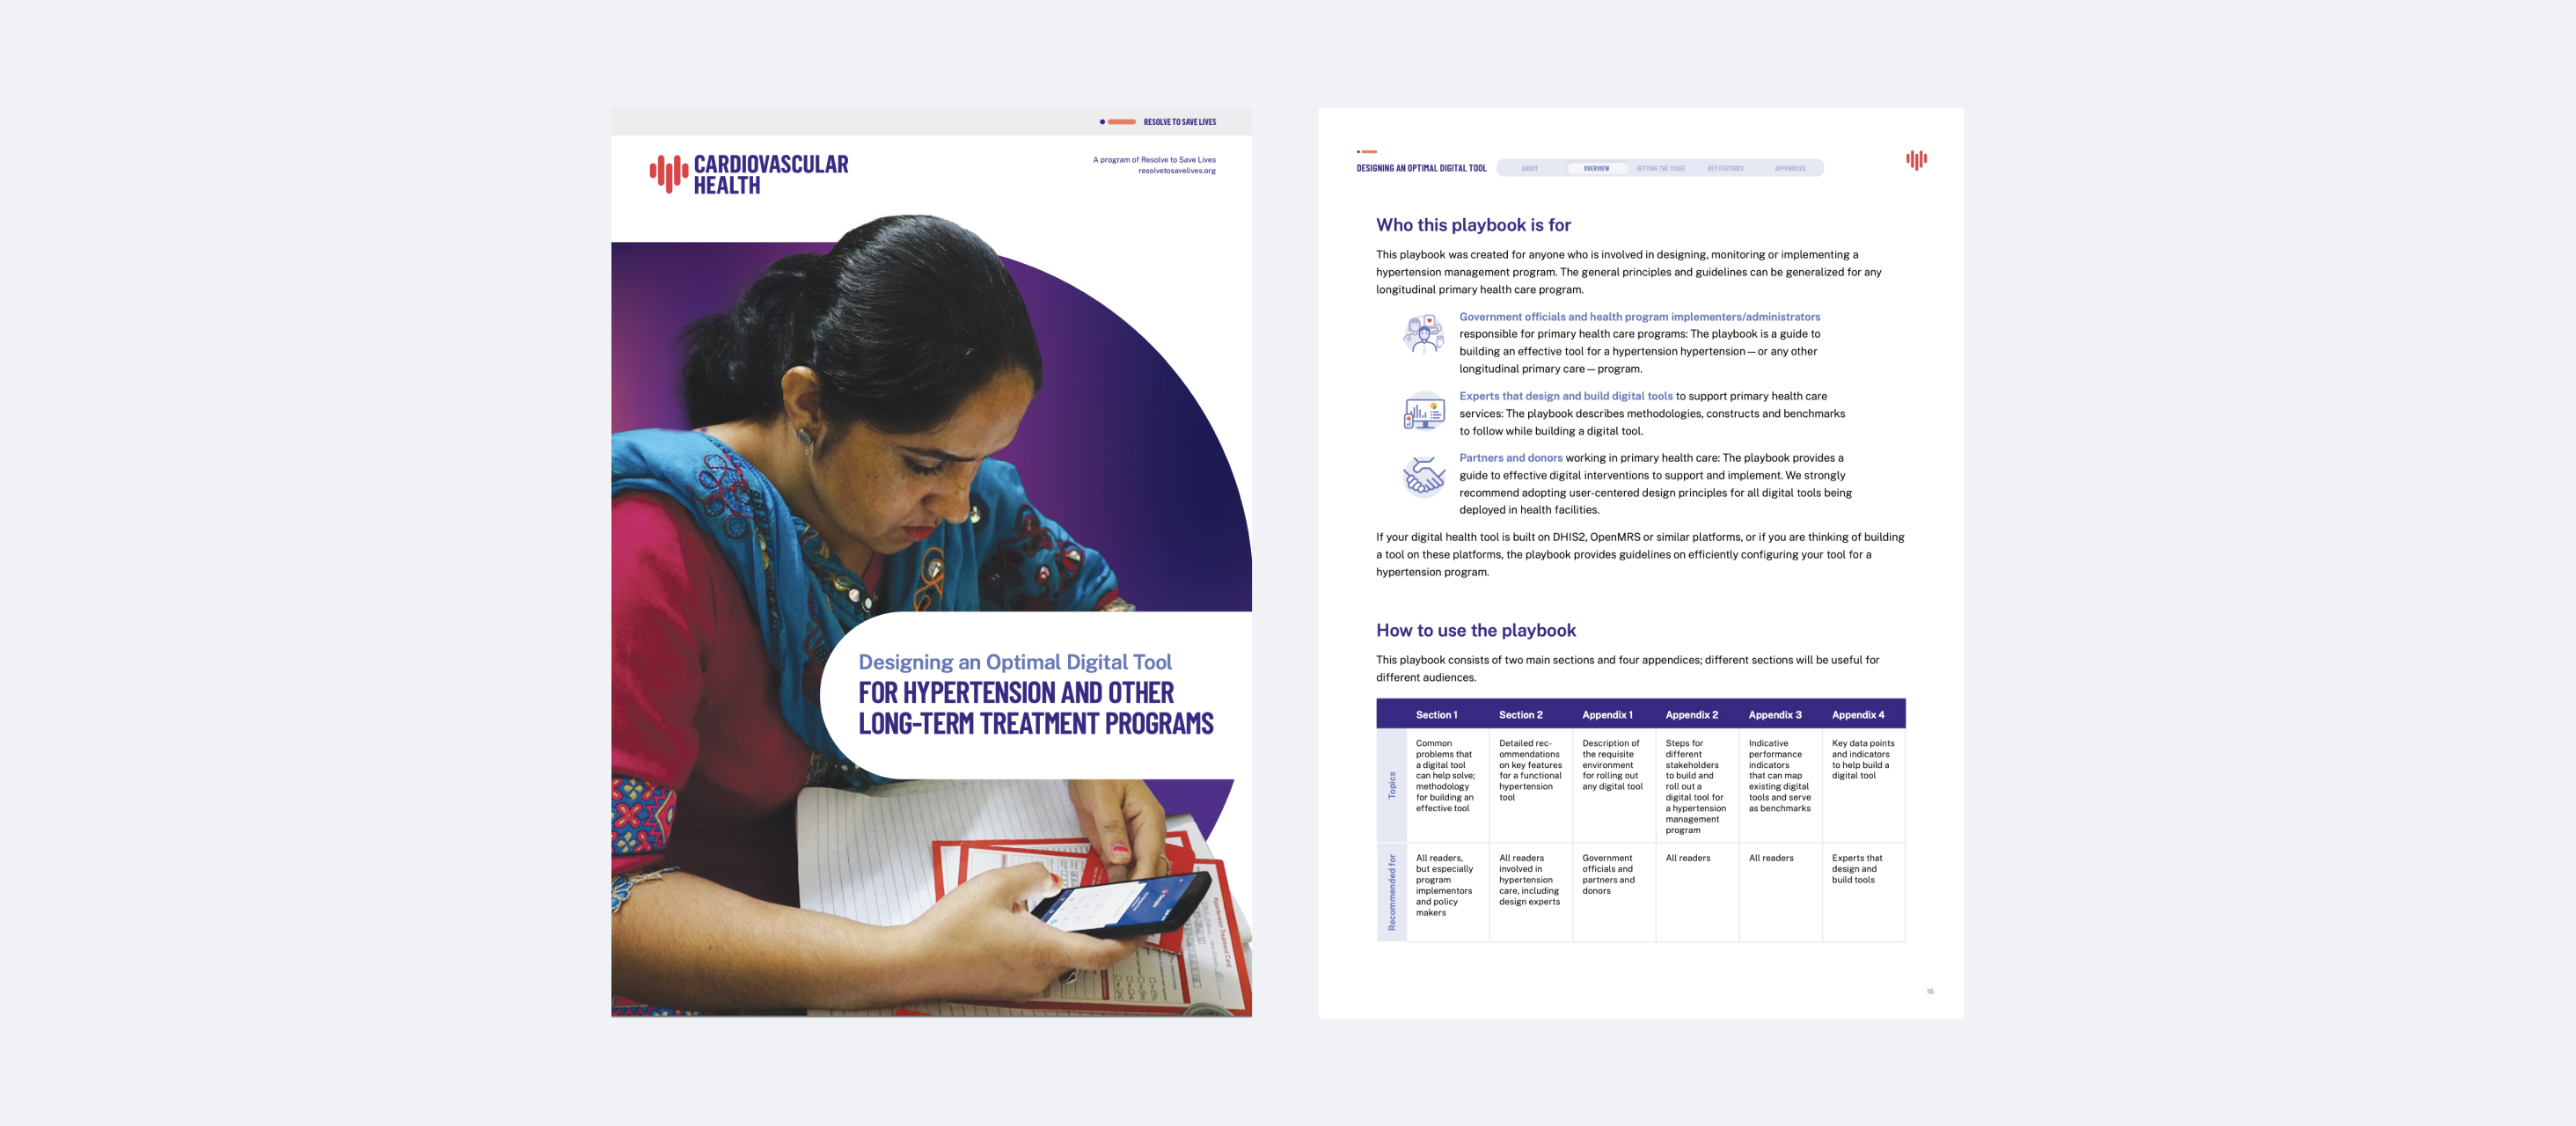 RESOLVE TO SAVE LIVES
CARDIOVASCULAR
HEALTH
A program of Resolve to Save Lives
resolvetosavelives.org
Designing an Optimal Digital Tool
FOR HYPERTENSION AND OTHER
LONG-TERM TREATMENT PROGRAMS
Hypertension Treatment Card
DESIGNING AN OPTIMAL DIGITAL TOOL
ABOUT
OVERVIEW
SETTING THE STAGE
KEY FEATURES
APPENDICES
Who this playbook is for
This playbook was created for anyone who is involved in designing, monitoring or implementing a
hypertension management program. The general principles and guidelines can be generalized for any
longitudinal primary health care program.
Government officials and health program implementers/administrators
responsible for primary health care programs: The playbook is a guide to
building an effective tool for a hypertension hypertension—or any other
longitudinal primary care—program.
Experts that design and build digital tools to support primary health care
services: The playbook describes methodologies, constructs and benchmarks
to follow while building a digital tool.
Partners and donors working in primary health care: The playbook provides a
guide to effective digital interventions to support and implement. We strongly
recommend adopting user-centered design principles for all digital tools being
deployed in health facilities.
If your digital health tool is built on DHIS2, OpenMRS or similar platforms, or if you are thinking of building
a tool on these platforms, the playbook provides guidelines on efficiently configuring your tool for a
hypertension program.
How to use the playbook
This playbook consists of two main sections and four appendices; different sections will be useful for
different audiences.
Section 1
Section 2
Appendix 1
Appendix 2
Appendix 3
Appendix 4
Topics
Common
problems that
a digital tool
can help solve;
methodology
for building an
effective tool
Detailed rec-
ommendations
on key features
for a functional
hypertension
tool
Description of
the requisite
environment
for rolling out
any digital tool
Steps for
different
stakeholders
to build and
roll out a
digital tool for
a hypertension
management
program
Indicative
performance
indicators
that can map
existing digital
tools and serve
as benchmarks
Key data points
and indicators
to help build a
digital tool
Recommended for
All readers,
but especially
program
implementors
and policy
makers
All readers
involved in
hypertension
care, including
design experts
Government
officials and
partners and
donors
All readers
All readers
Experts that
design and
build tools
15